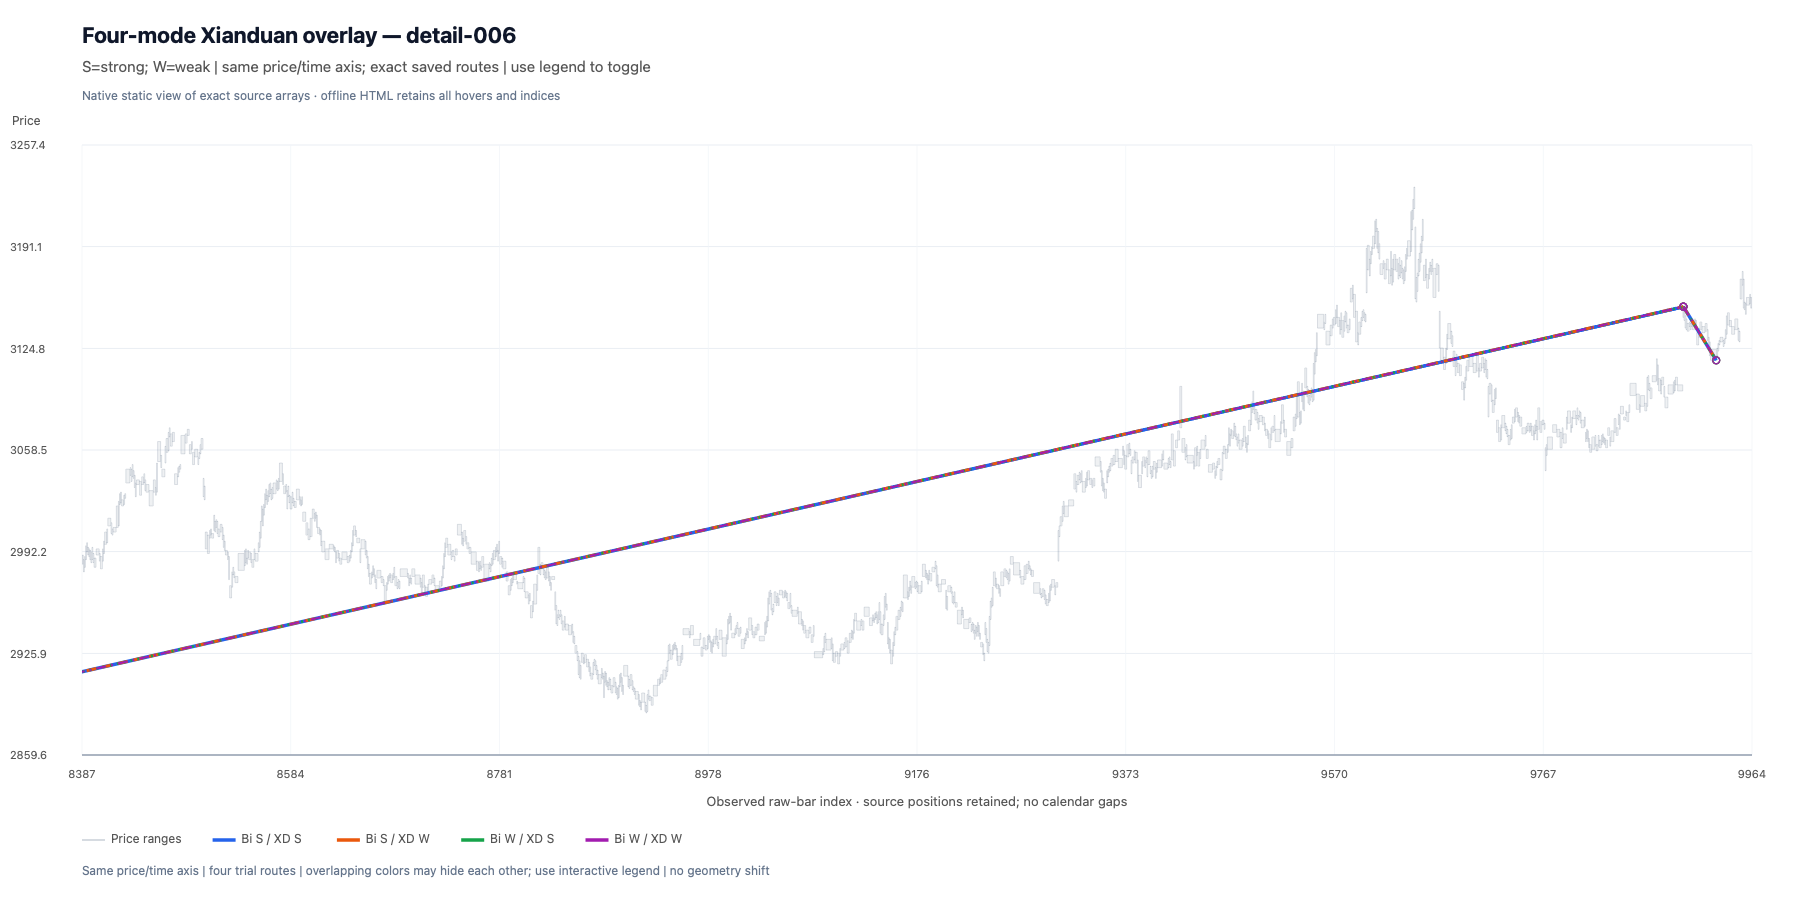 Four-mode Xianduan overlay — detail-006
S=strong; W=weak | same price/time axis; exact saved routes | use legend to toggle
Native static view of exact source arrays · offline HTML retains all hovers and indices
Price
3257.4
3191.1
3124.8
3058.5
2992.2
2925.9
2859.6
8387 8584 8781 8978 9176 9373 9570 9767 9964
Observed raw-bar index · source positions retained; no calendar gaps
Price ranges Bi S / XD S Bi S / XD W Bi W / XD S Bi W / XD W
Same price/time axis | four trial routes | overlapping colors may hide each other; use interactive legend | no geometry shift